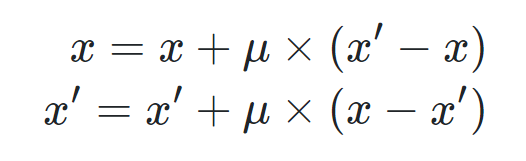 x = x + μ × (x′ − x)
x′ = x′ + μ × (x − x′)